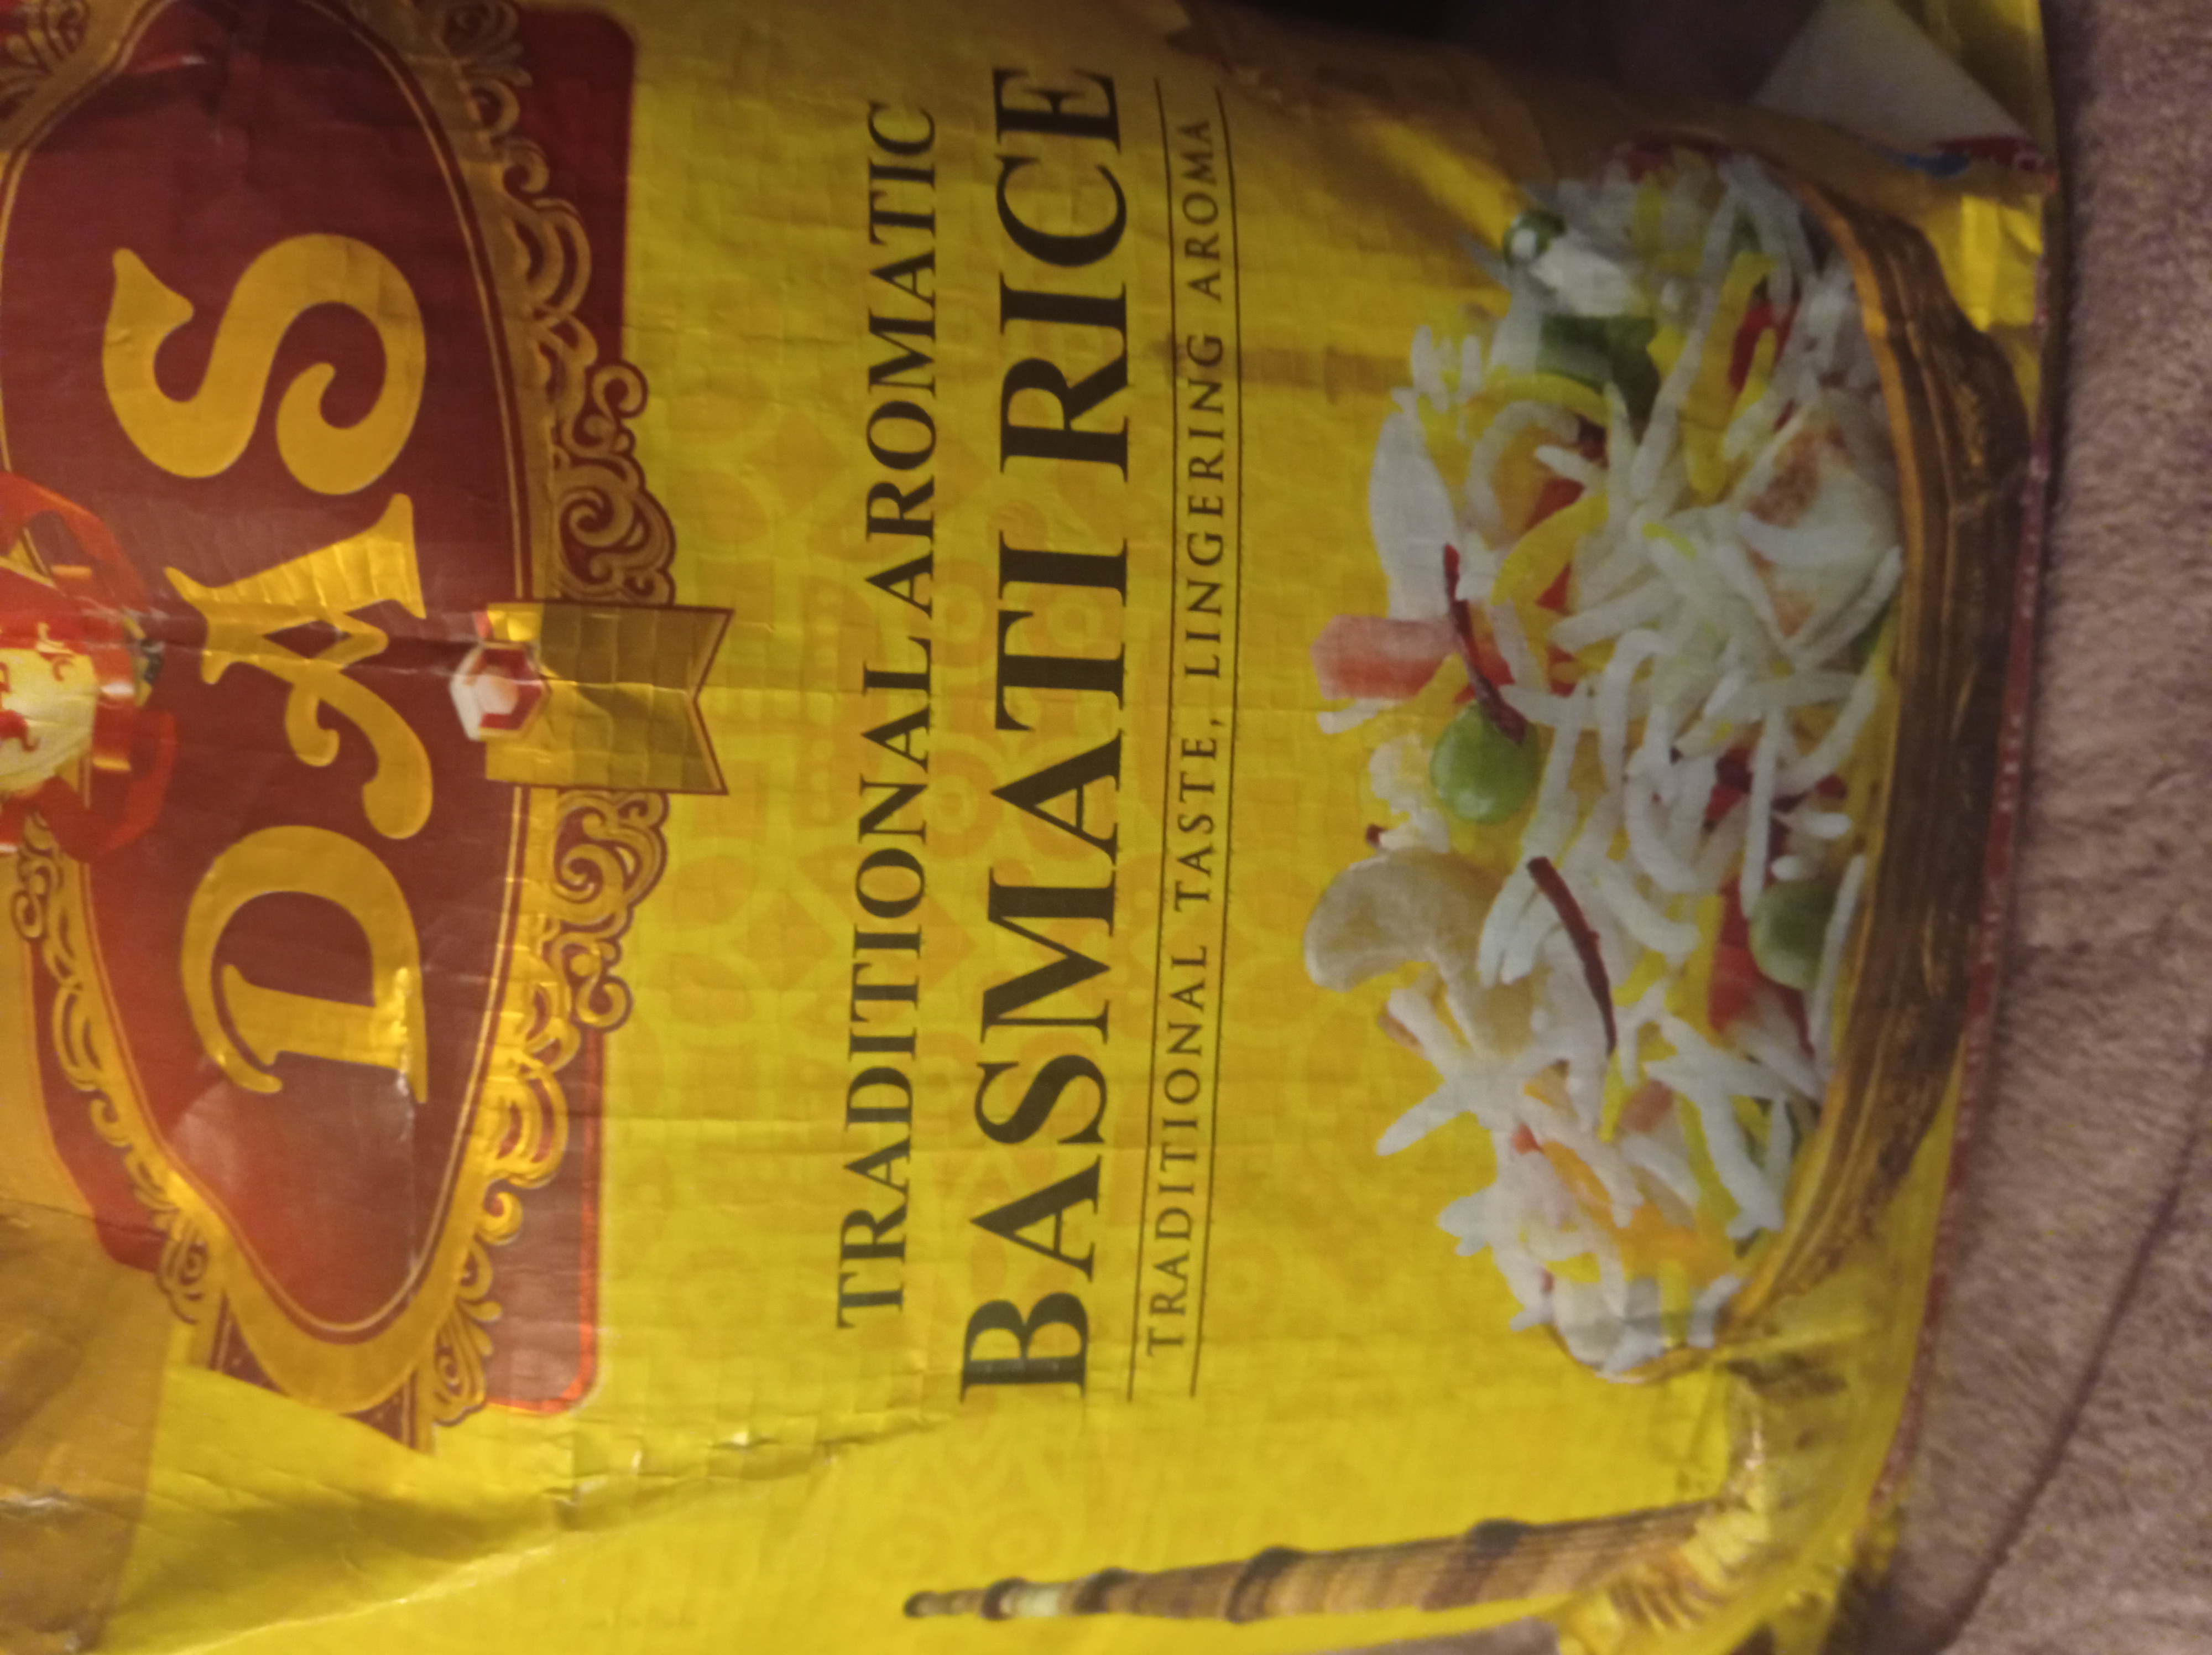 DAS
TRADITIONAL AROMATIC
BASMATI RICE
TRADITIONAL TASTE, LINGERING AROMA